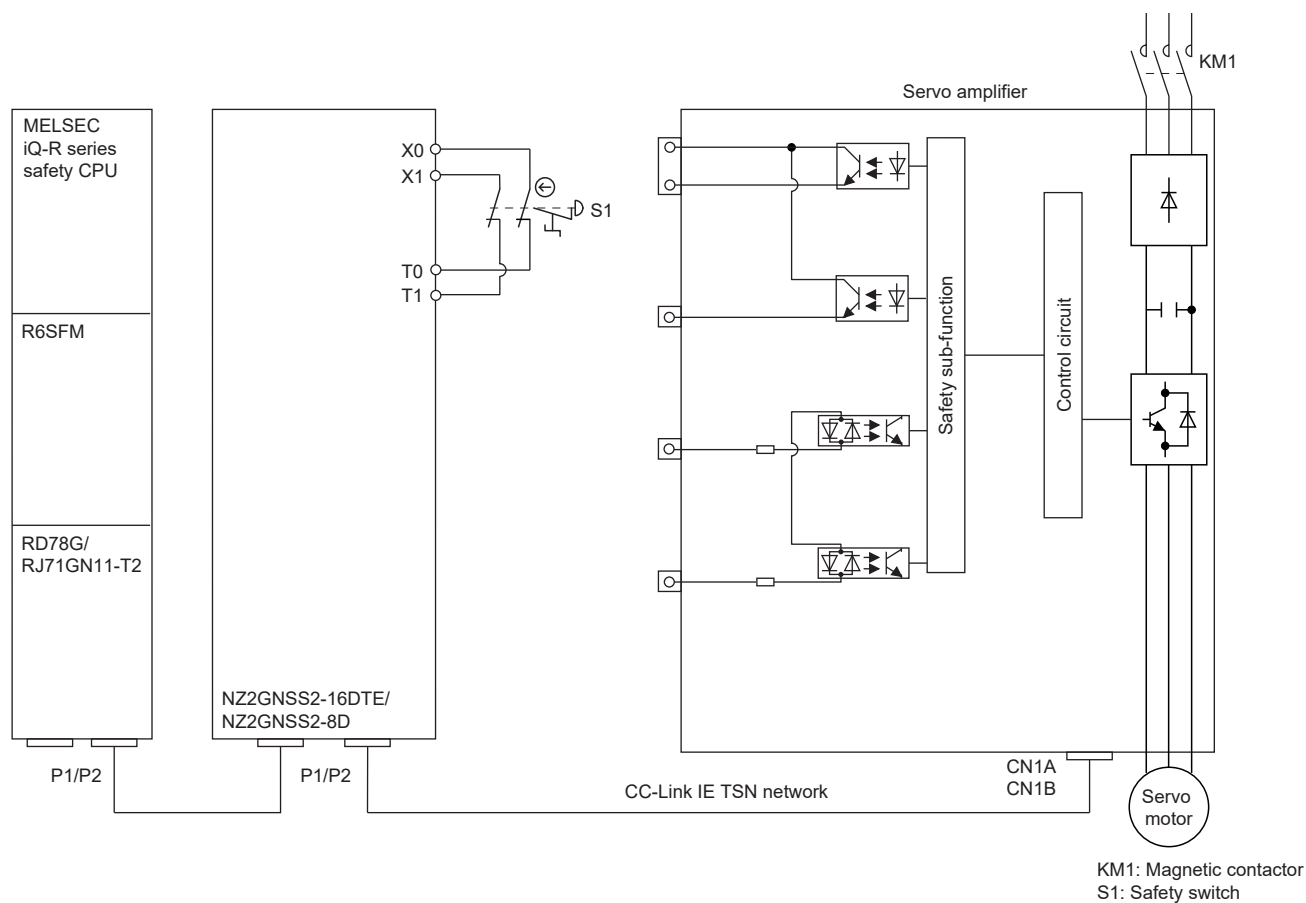 KM1
Servo amplifier
MELSEC
iQ-R series
safety CPU
R6SFM
RD78G/
RJ71GN11-T2
P1/P2
X0
X1
T0
T1
S1
NZ2GNSS2-16DTE/
NZ2GNSS2-8D
P1/P2
CC-Link IE TSN network
Safety sub-function
Control circuit
CN1A
CN1B
Servo
motor
KM1: Magnetic contactor
S1: Safety switch